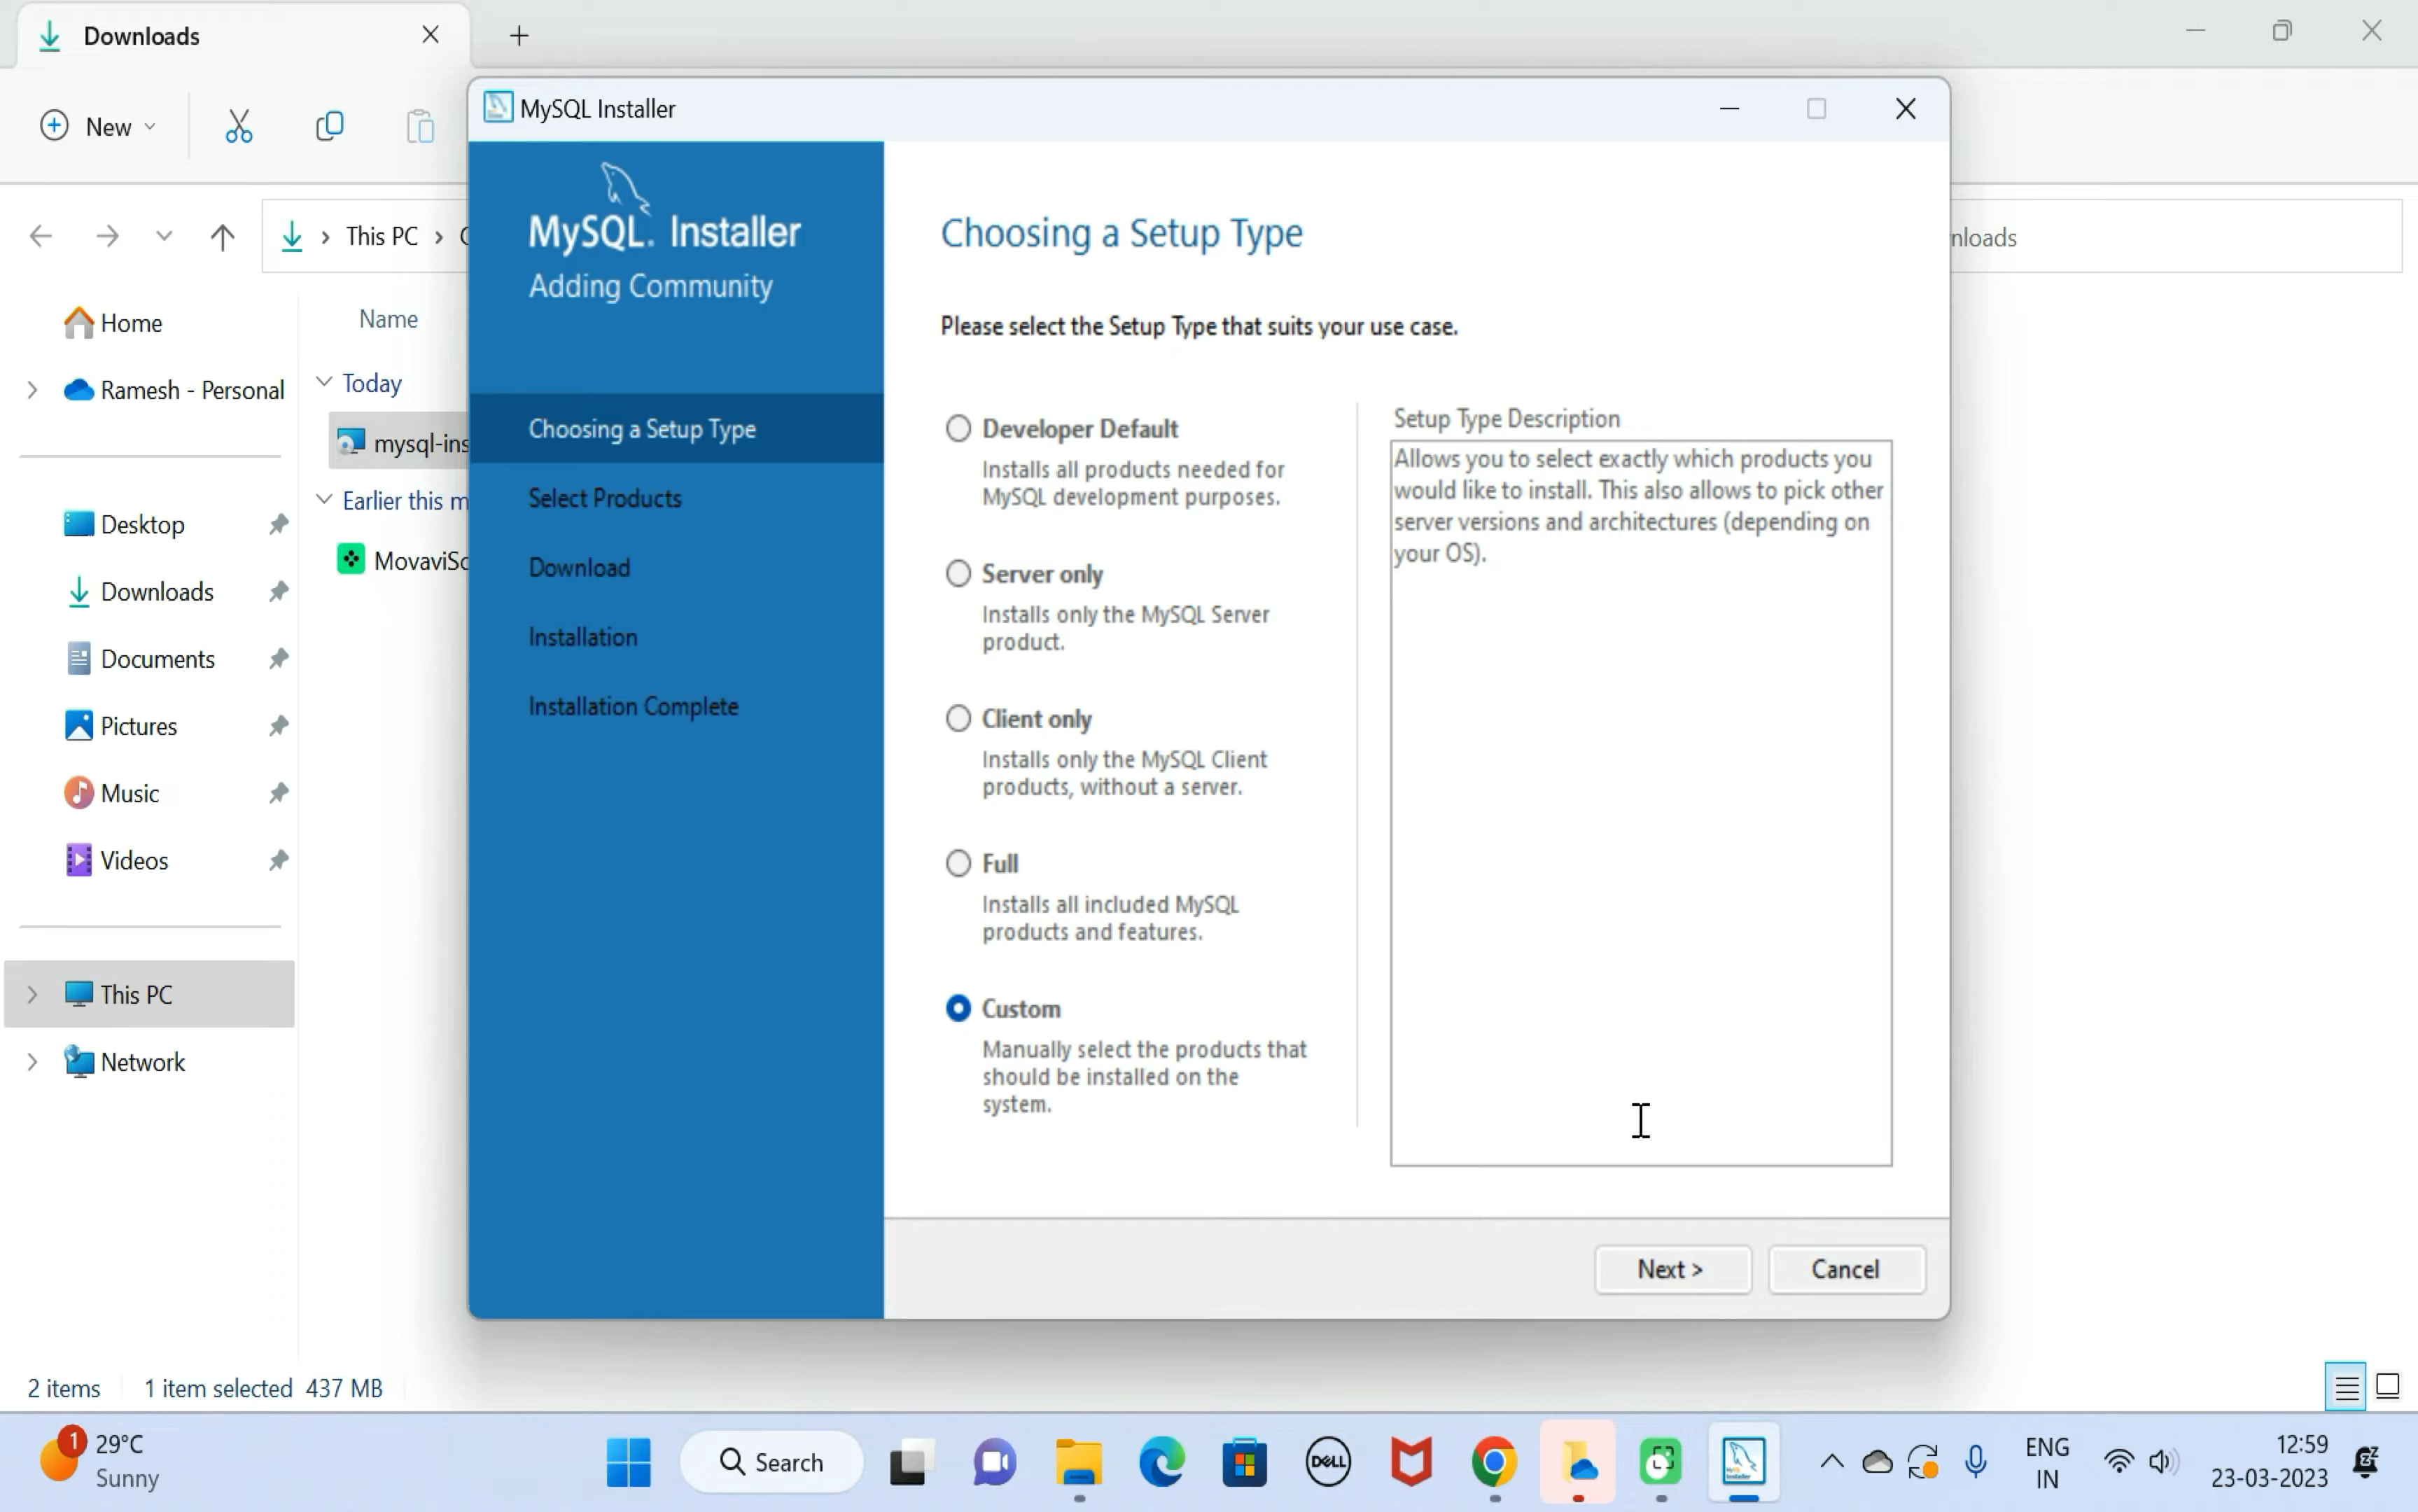 Downloads
New
MySQL Installer
This PC
nloads
Name
Home
Ramesh - Personal
Today
mysql-ins
Earlier this m
MovaviSc
Desktop
Downloads
Documents
Pictures
Music
Videos
This PC
Network
MySQL. Installer
Adding Community
Choosing a Setup Type
Select Products
Download
Installation
Installation Complete
Choosing a Setup Type
Please select the Setup Type that suits your use case.
Developer Default
Installs all products needed for
MySQL development purposes.
Server only
Installs only the MySQL Server
product.
Client only
Installs only the MySQL Client
products, without a server.
Full
Installs all included MySQL
products and features.
Custom
Manually select the products that
should be installed on the
system.
Setup Type Description
Allows you to select exactly which products you
would like to install. This also allows to pick other
server versions and architectures (depending on
your OS).
Next >
Cancel
2 items 1 item selected 437 MB
1
29°C
Sunny
Search
DELL
ENG
IN
12:59
23-03-2023